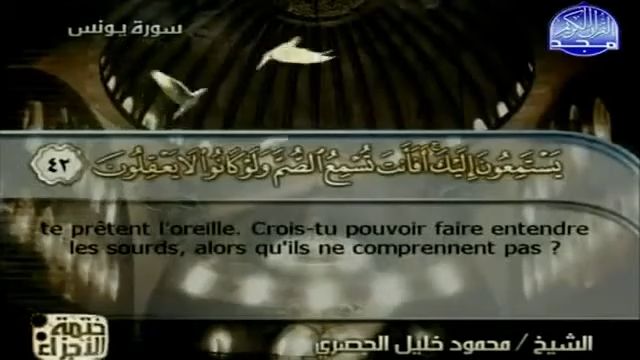 سورة يونس
القرآن الكريم
مجد
يَسْتَمِعُونَ إِلَيْكَ ۚ أَفَأَنتَ تُسْمِعُ الصُّمَّ وَلَوْ كَانُوا لَا يَعْقِلُونَ ٤٢
te prêtent l'oreille. Crois-tu pouvoir faire entendre
les sourds, alors qu'ils ne comprennent pas ?
ختمة
الأجزاء
الشيخ / محمود خليل الحصري